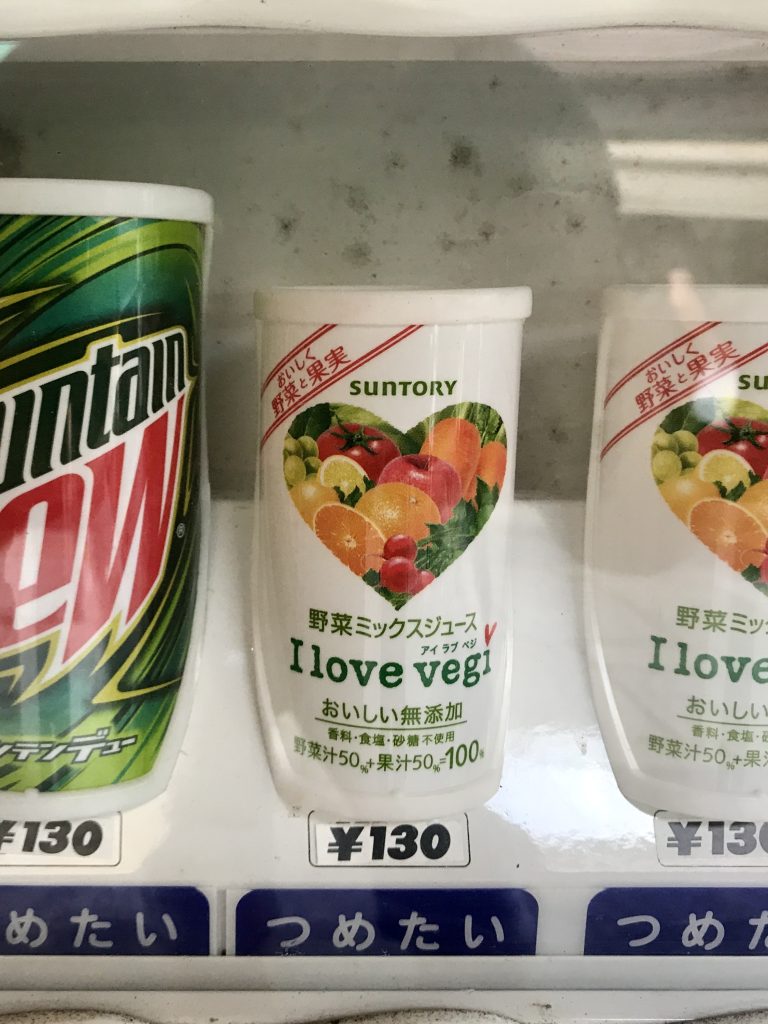 untain
ew
®
ンテンデュー
¥130
めたい
おいしく
野菜と果実
SUNTORY
野菜ミックスジュース
アイ ラブ ベジ
I love vegi
おいしい無添加
香料・食塩・砂糖 不使用
野菜汁50%+果汁50%=100%
¥130
つめたい
おいしく
野菜と果実
SU
野菜ミッ
I love
おいしい
香料・食塩・
野菜汁50%+果
¥130
つめた